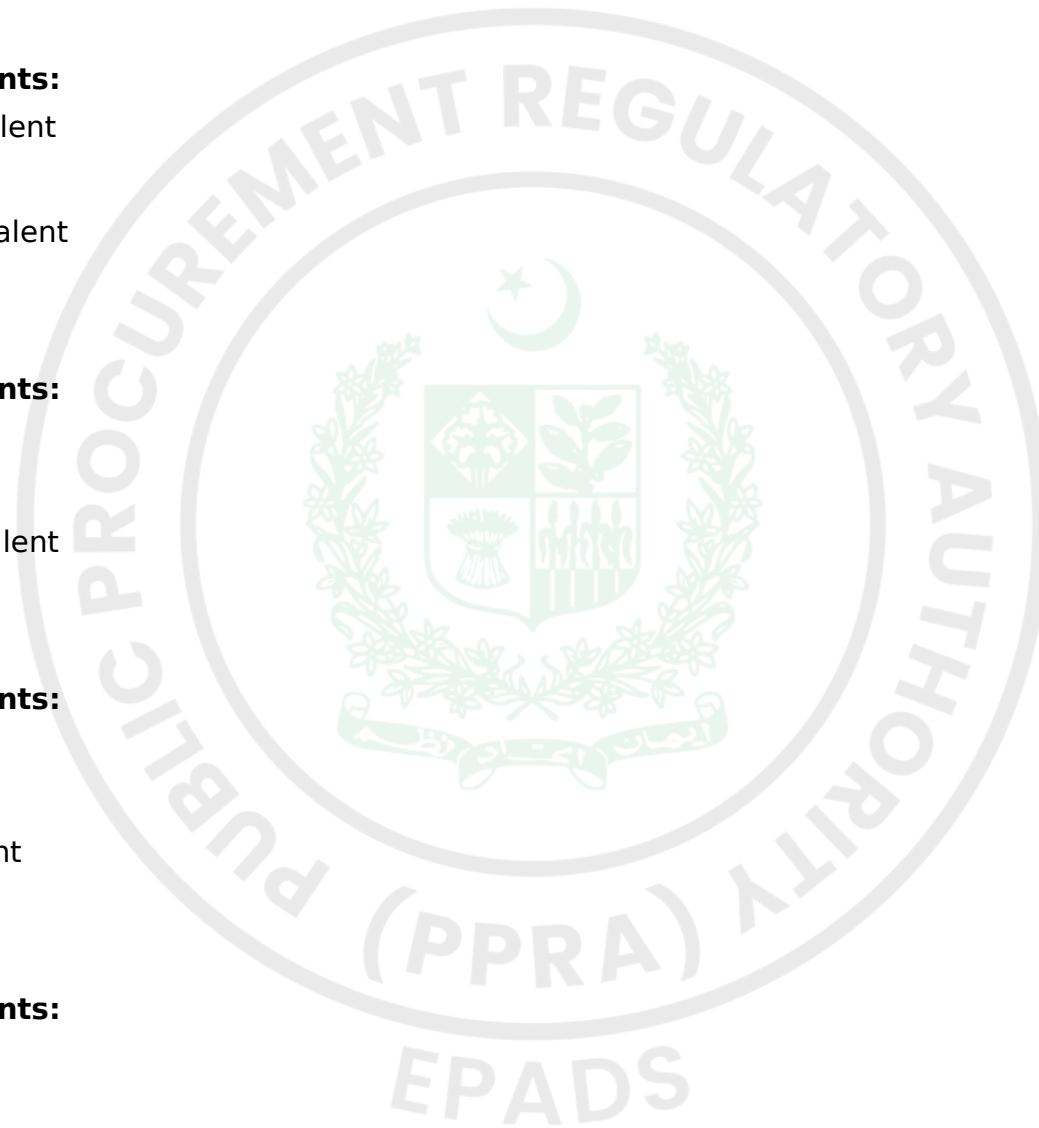 nts:
lent
alent
nts:
lent
nts:
nt
nts:
PUBLIC PROCUREMENT REGULATORY AUTHORITY
(PPRA)
EPADS